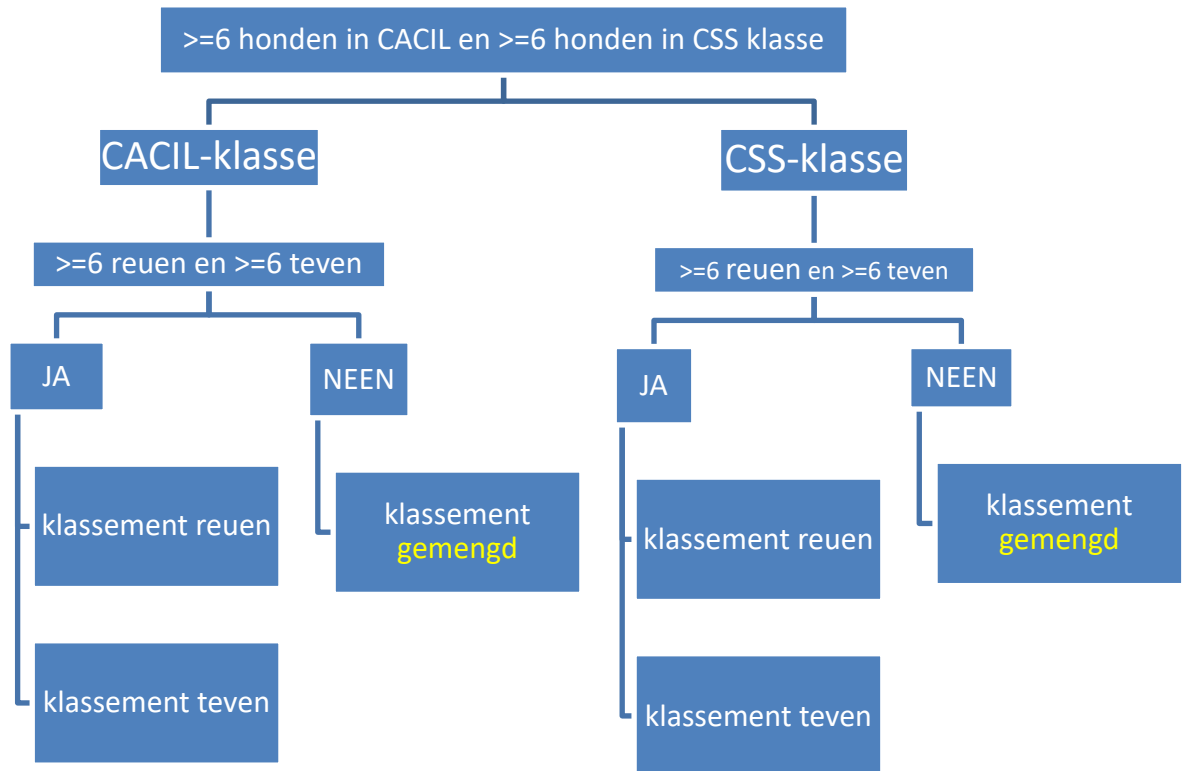 >=6 honden in CACIL en >=6 honden in CSS klasse
CACIL-klasse
>=6 reuen en >=6 teven
JA
NEEN
klassement reuen
klassement
gemengd
klassement teven
CSS-klasse
>=6 reuen en >=6 teven
JA
NEEN
klassement reuen
klassement
gemengd
klassement teven